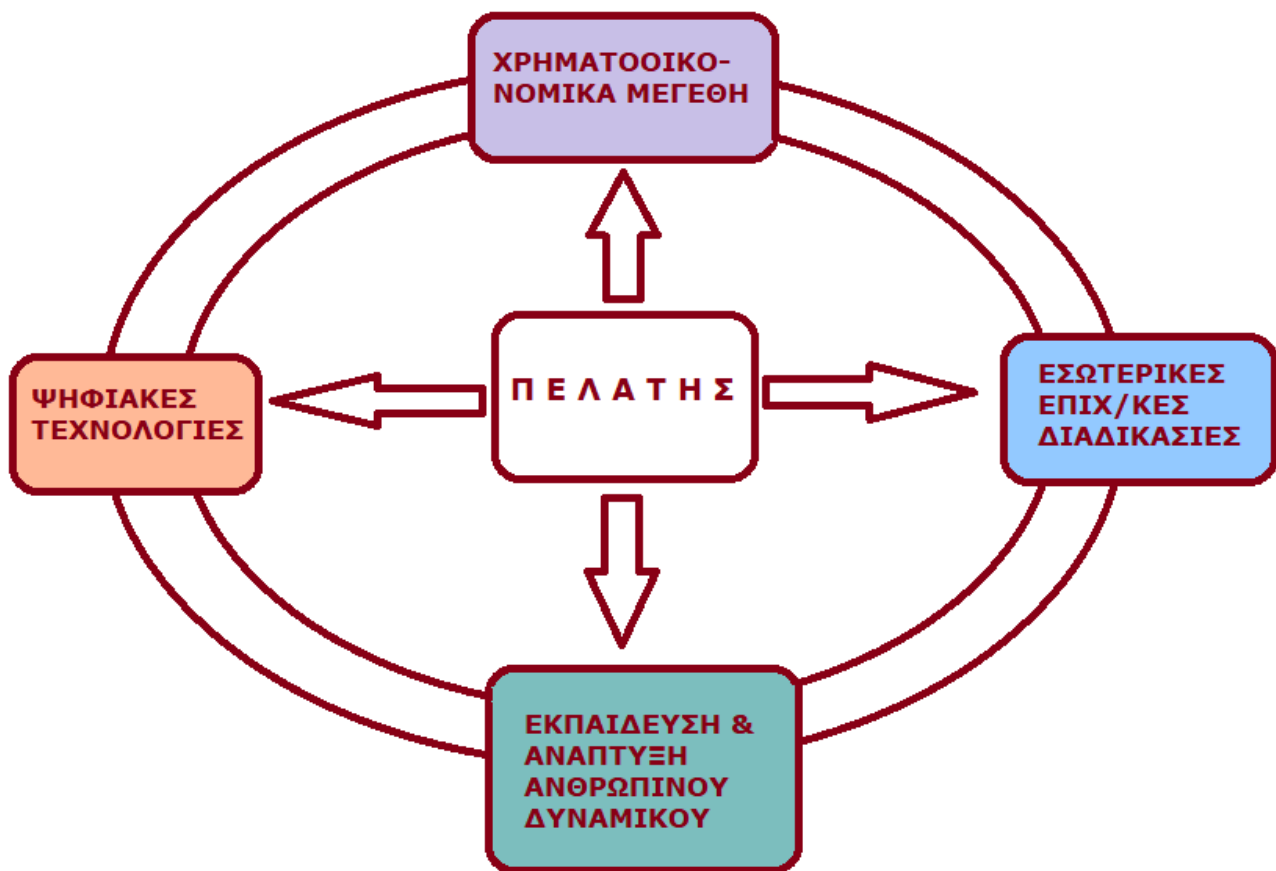 ΧΡΗΜΑΤΟΟΙΚΟ-
ΝΟΜΙΚΑ ΜΕΓΕΘΗ
Π Ε Λ Α Τ Η Σ
ΨΗΦΙΑΚΕΣ
ΤΕΧΝΟΛΟΓΙΕΣ
ΕΣΩΤΕΡΙΚΕΣ
ΕΠΙΧ/ΚΕΣ
ΔΙΑΔΙΚΑΣΙΕΣ
ΕΚΠΑΙΔΕΥΣΗ &
ΑΝΑΠΤΥΞΗ
ΑΝΘΡΩΠΙΝΟΥ
ΔΥΝΑΜΙΚΟΥ